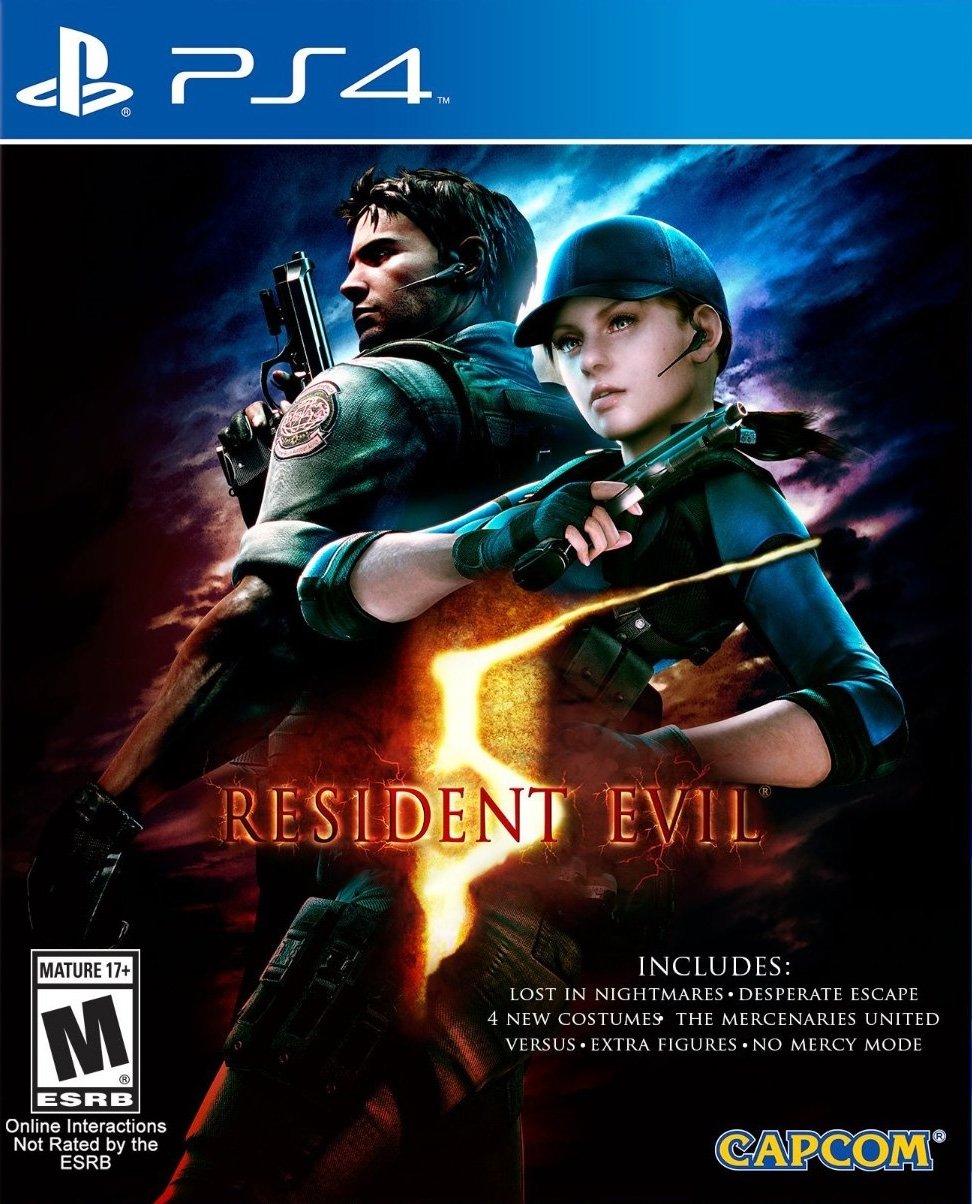 PS4™
RESIDENT EVIL®
5
INCLUDES:
LOST IN NIGHTMARES • DESPERATE ESCAPE
4 NEW COSTUMES • THE MERCENARIES UNITED
VERSUS • EXTRA FIGURES • NO MERCY MODE
MATURE 17+
M®
ESRB
Online Interactions
Not Rated by the
ESRB
CAPCOM®